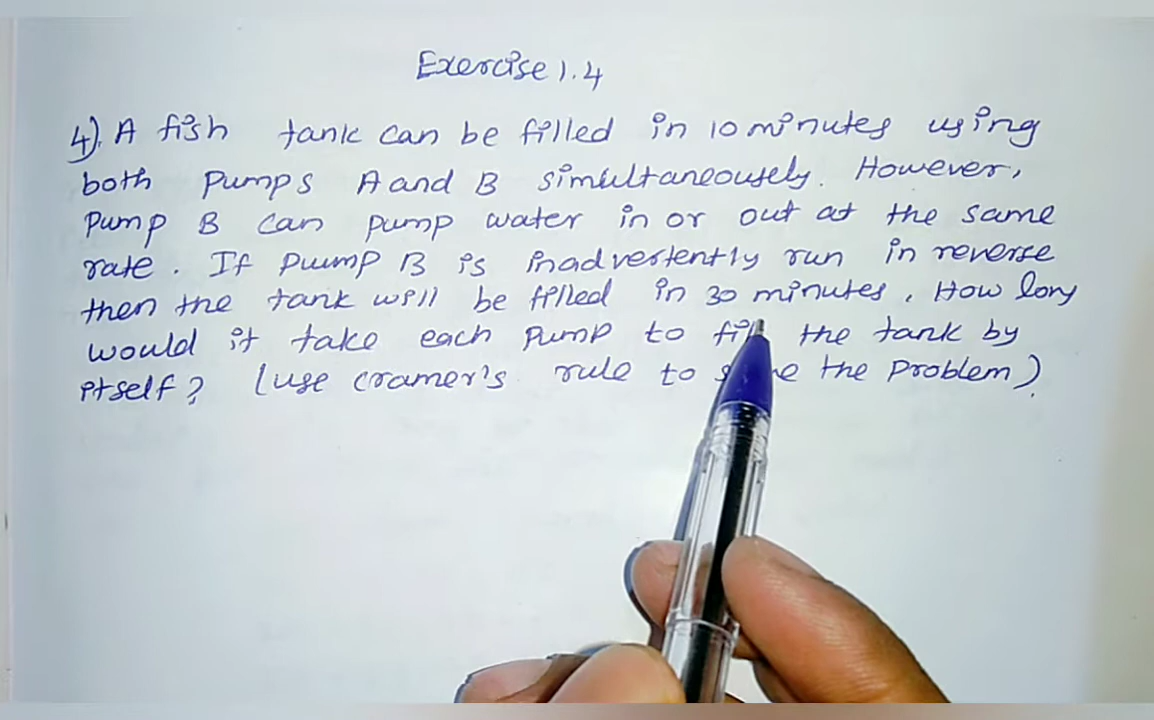 Exercise 1.4
4). A fish tank can be filled in 10 minutes using
both pumps A and B simultaneously. However,
pump B can pump water in or out at the same
rate. If pump B is inadvertently run in reverse
then the tank will be filled in 30 minutes. How long
would it take each pump to fill the tank by
itself? (use cramer's rule to the problem)